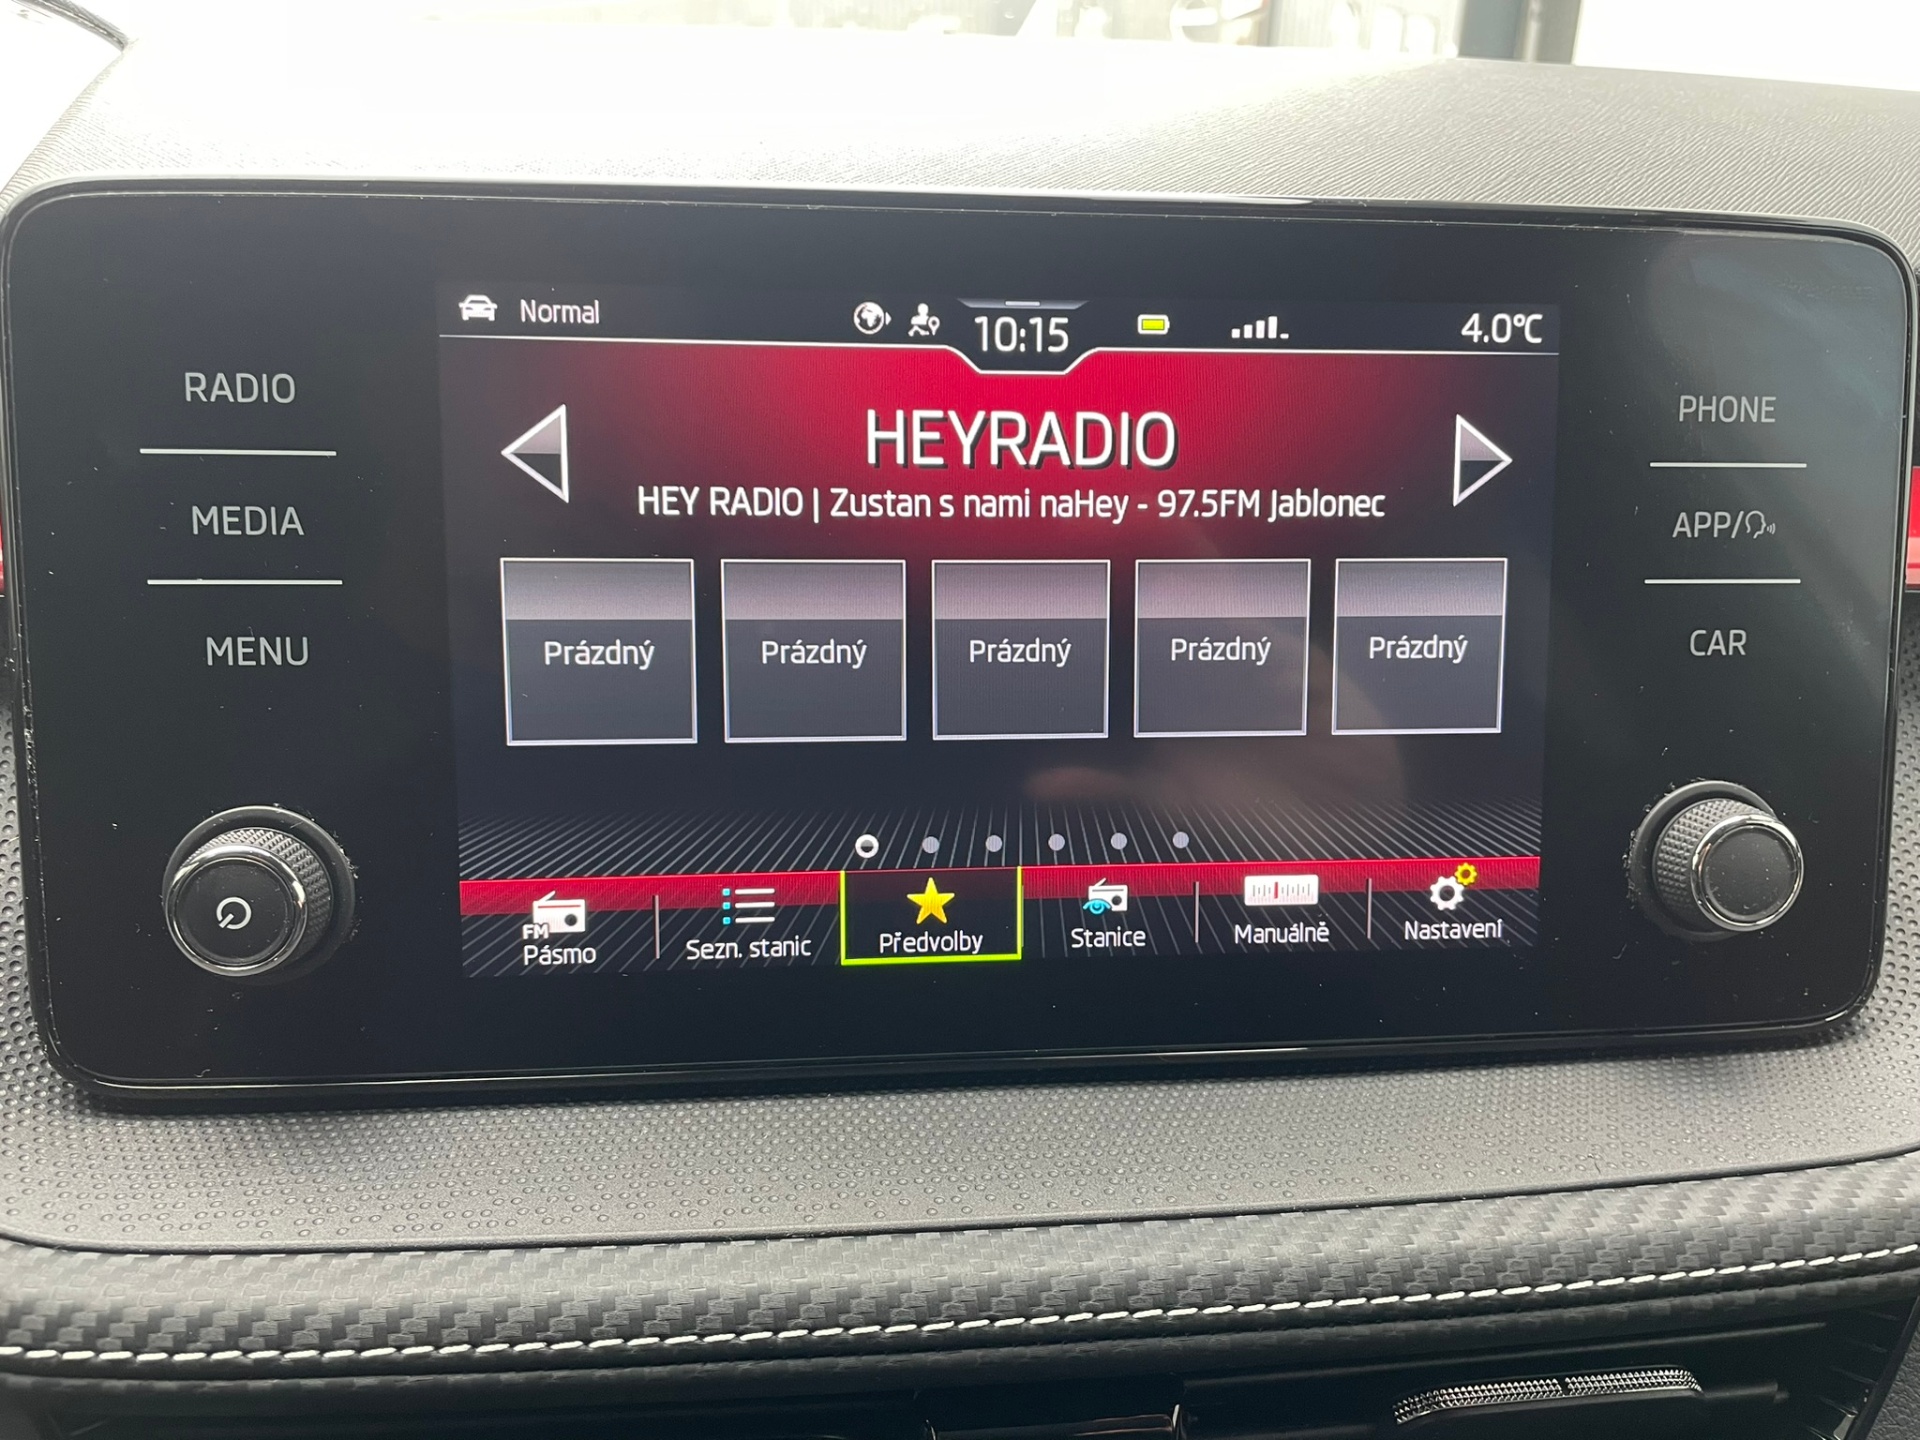 Normal
10:15
4.0°C
RADIO
MEDIA
MENU
HEYRADIO
HEY RADIO | Zustan s nami naHey - 97.5FM Jablonec
Prázdný
Prázdný
Prázdný
Prázdný
Prázdný
FM
Pásmo
Sezn. stanic
Předvolby
Stanice
Manuálně
Nastavení
PHONE
APP/
CAR